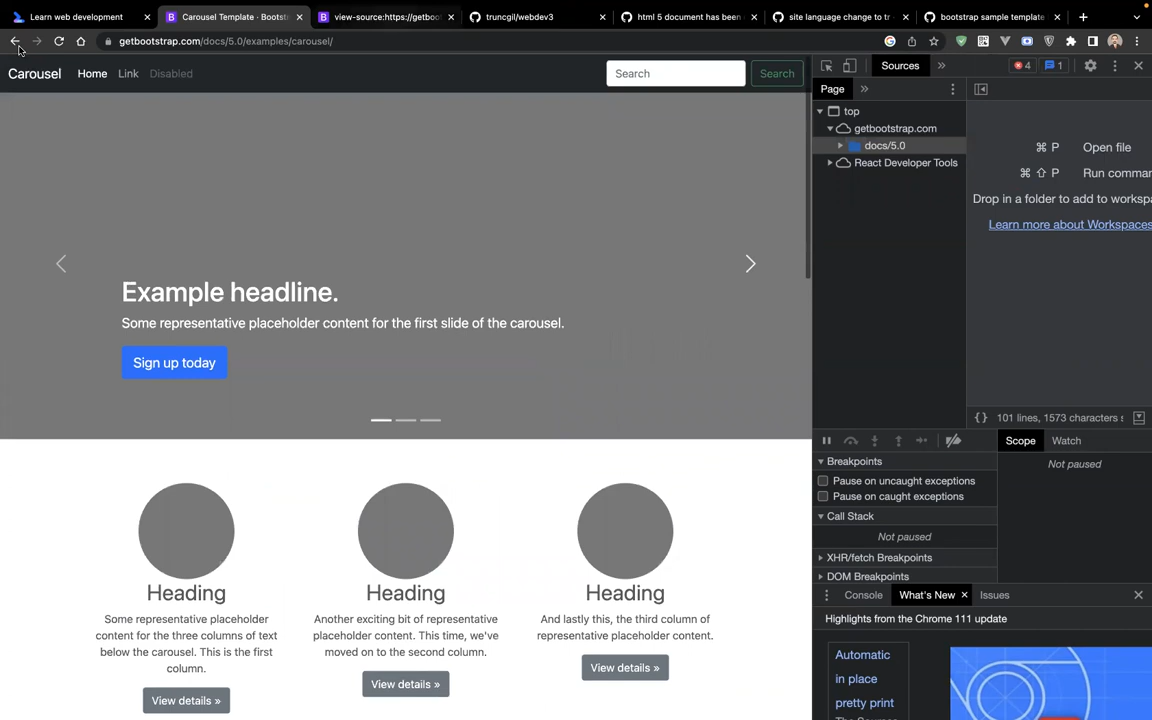 Learn web development
Carousel Template · Bootst
view-source:https://getboo
truncgil/webdev3
html 5 document has been
site language change to tr
bootstrap sample template
getbootstrap.com/docs/5.0/examples/carousel/
Carousel
Home
Link
Disabled
Search
Search
Example headline.
Some representative placeholder content for the first slide of the carousel.
Sign up today
Heading
Some representative placeholder
content for the three columns of text
below the carousel. This is the first
column.
View details »
Heading
Another exciting bit of representative
placeholder content. This time, we've
moved on to the second column.
View details »
Heading
And lastly this, the third column of
representative placeholder content.
View details »
Sources
»
4
1
Page
»
top
getbootstrap.com
docs/5.0
React Developer Tools
⌘ P Open file
⌘ ⇧ P Run comma
Drop in a folder to add to workspa
Learn more about Workspaces
{} 101 lines, 1573 characters s
Scope
Watch
Not paused
Breakpoints
Pause on uncaught exceptions
Pause on caught exceptions
Call Stack
Not paused
XHR/fetch Breakpoints
DOM Breakpoints
Console
What's New
Issues
Highlights from the Chrome 111 update
Automatic
in place
pretty print